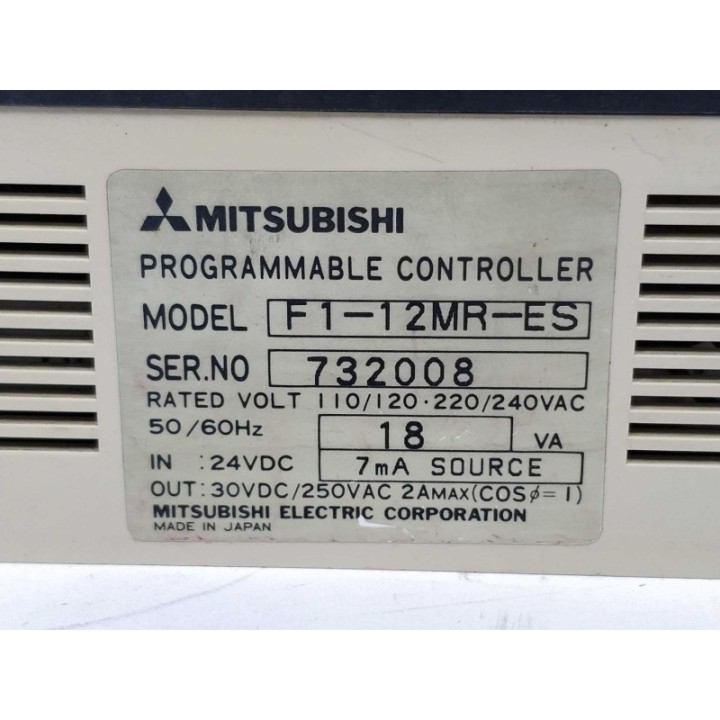 MITSUBISHI
PROGRAMMABLE CONTROLLER
MODEL F1-12MR-ES
SER.NO 732008
RATED VOLT 110/120·220/240VAC
50/60Hz 18 VA
IN :24VDC 7mA SOURCE
OUT:30VDC/250VAC 2AMAX(COSφ=1)
MITSUBISHI ELECTRIC CORPORATION
MADE IN JAPAN